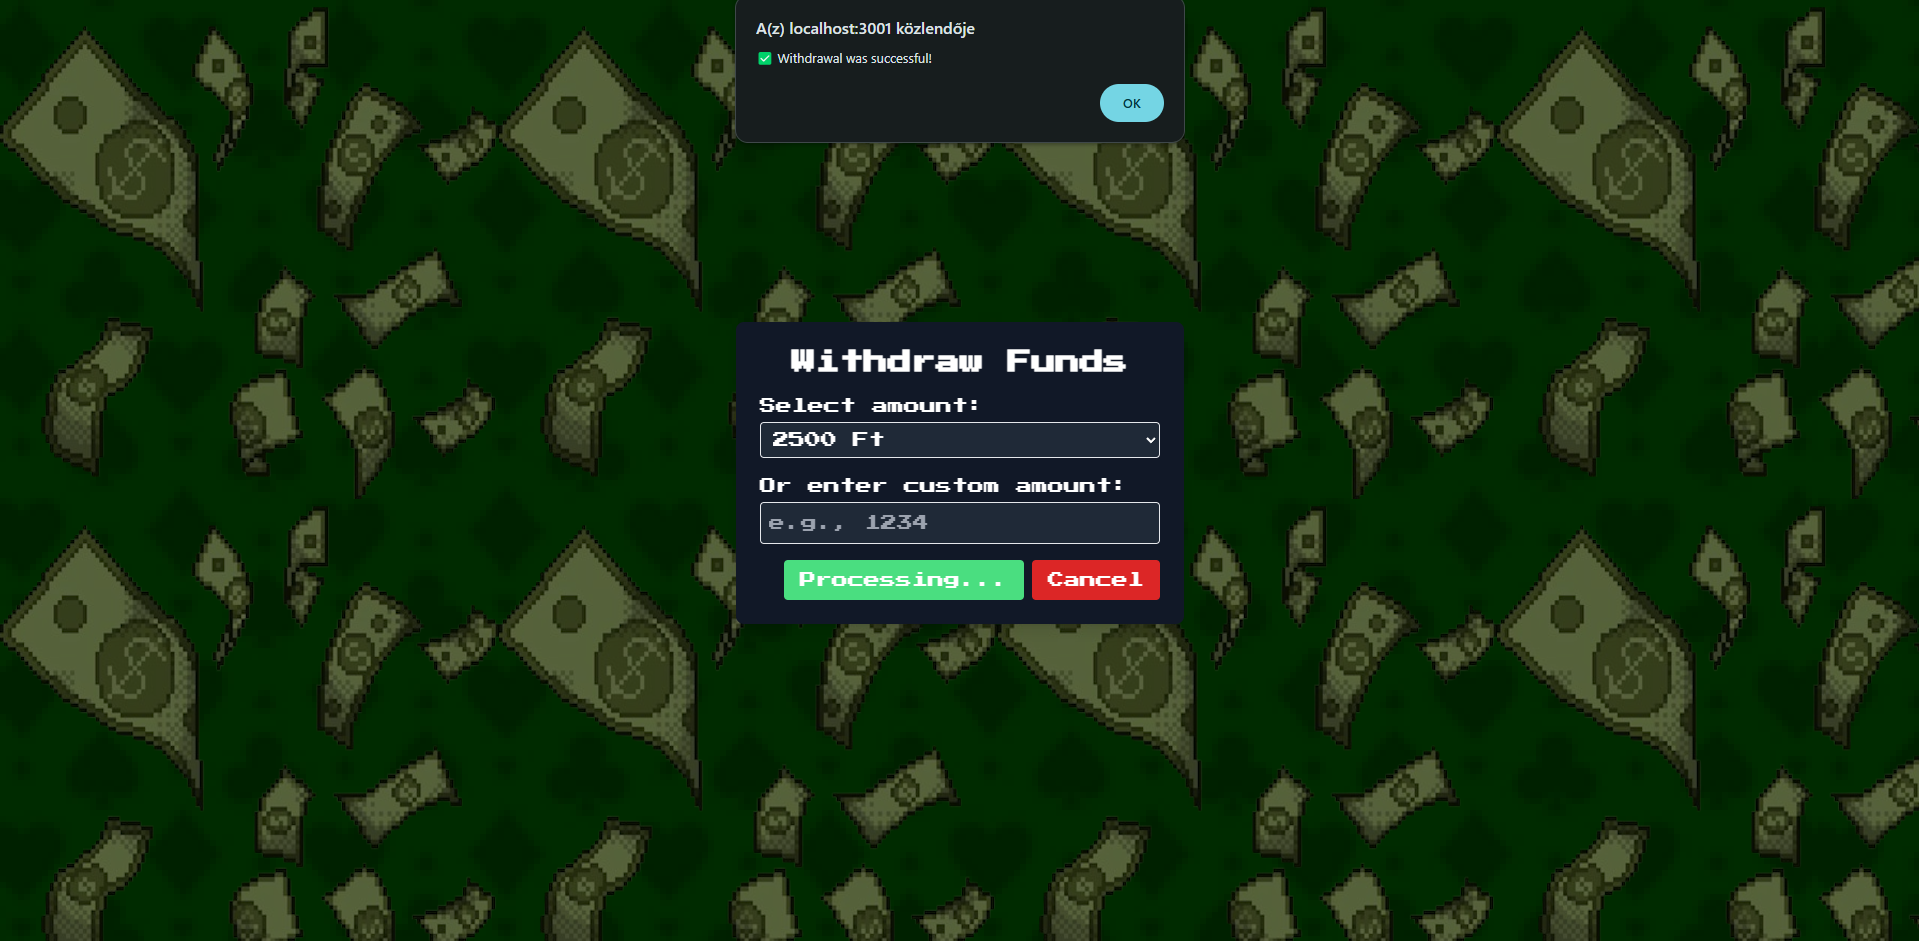 A(z) localhost:3001 közlendője
✅ Withdrawal was successful!
OK
Withdraw Funds
Select amount:
2500 Ft
Or enter custom amount:
e.g., 1234
Processing... Cancel